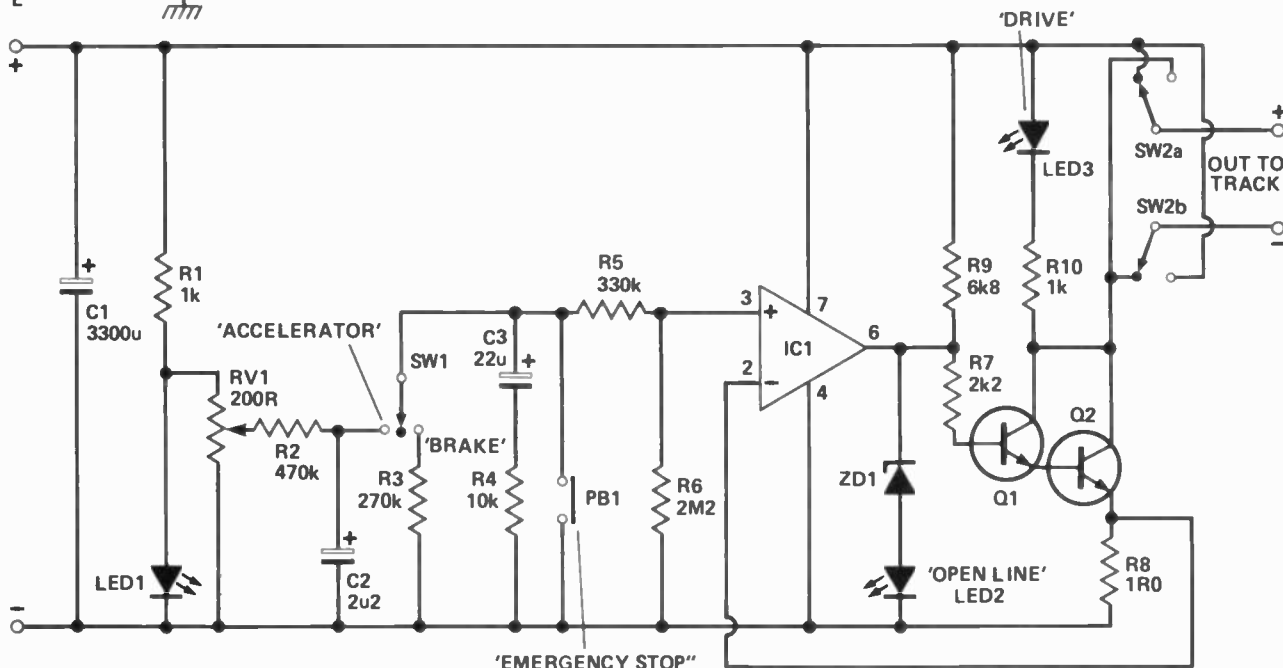 L
+
'DRIVE'
+
SW2a
OUT TO
TRACK
LED3
SW2b
-
R1
1k
C1
3300u
+
'ACCELERATOR'
RV1
200R
R2
470k
SW1
C3
22u
+
R5
330k
3
+
7
IC1
6
2
-
4
R9
6k8
R10
1k
R7
2k2
Q1
Q2
'BRAKE'
R3
270k
R4
10k
PB1
R6
2M2
ZD1
LED1
C2
2u2
+
'OPEN LINE'
LED2
R8
1R0
-
'EMERGENCY STOP"